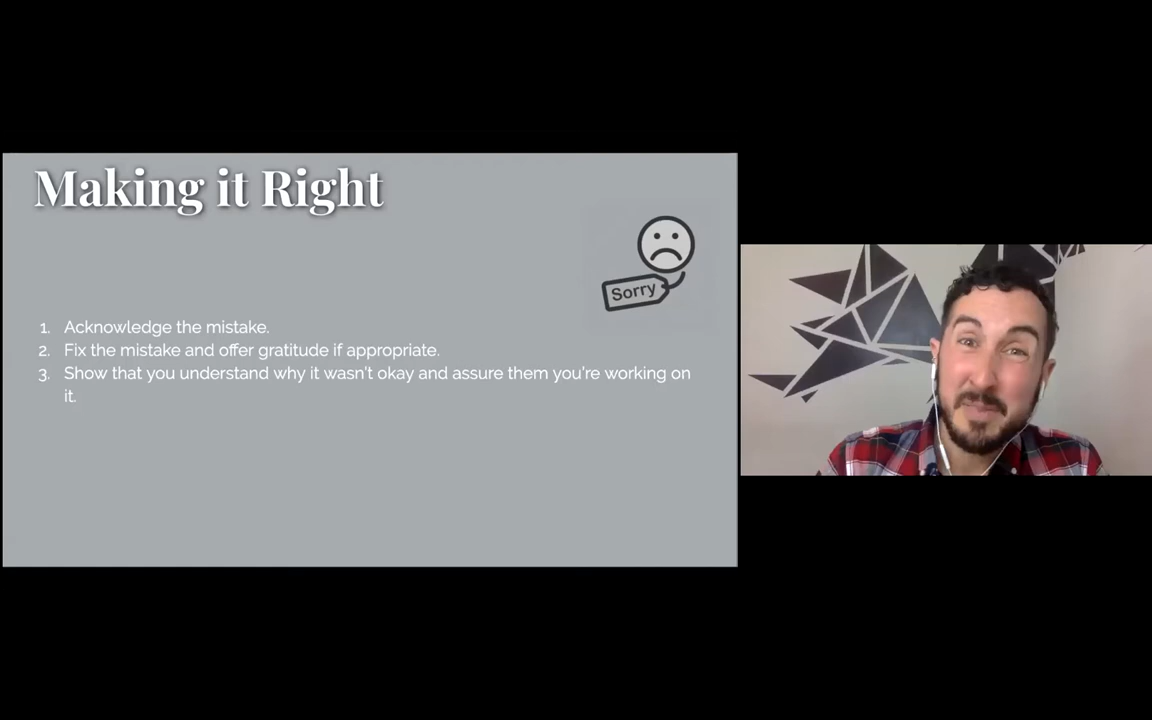 Making it Right
Sorry
1. Acknowledge the mistake.
2. Fix the mistake and offer gratitude if appropriate.
3. Show that you understand why it wasn't okay and assure them you're working on
it.